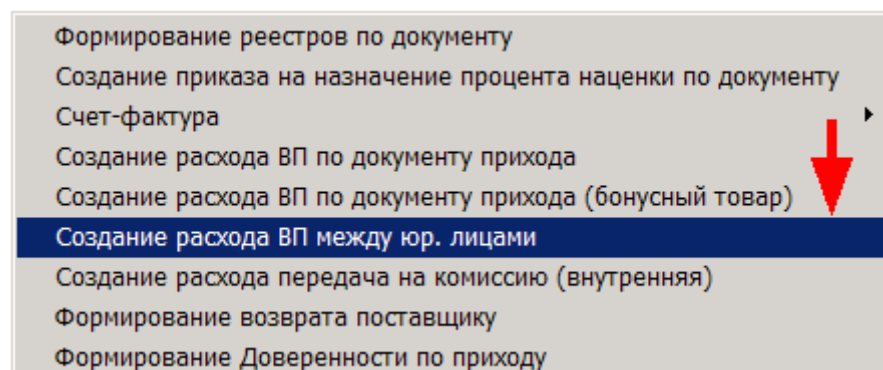 Формирование реестров по документу
Создание приказа на назначение процента наценки по документу
Счет-фактура
Создание расхода ВП по документу прихода
Создание расхода ВП по документу прихода (бонусный товар)
Создание расхода ВП между юр. лицами
Создание расхода передача на комиссию (внутренняя)
Формирование возврата поставщику
Формирование Доверенности по приходу